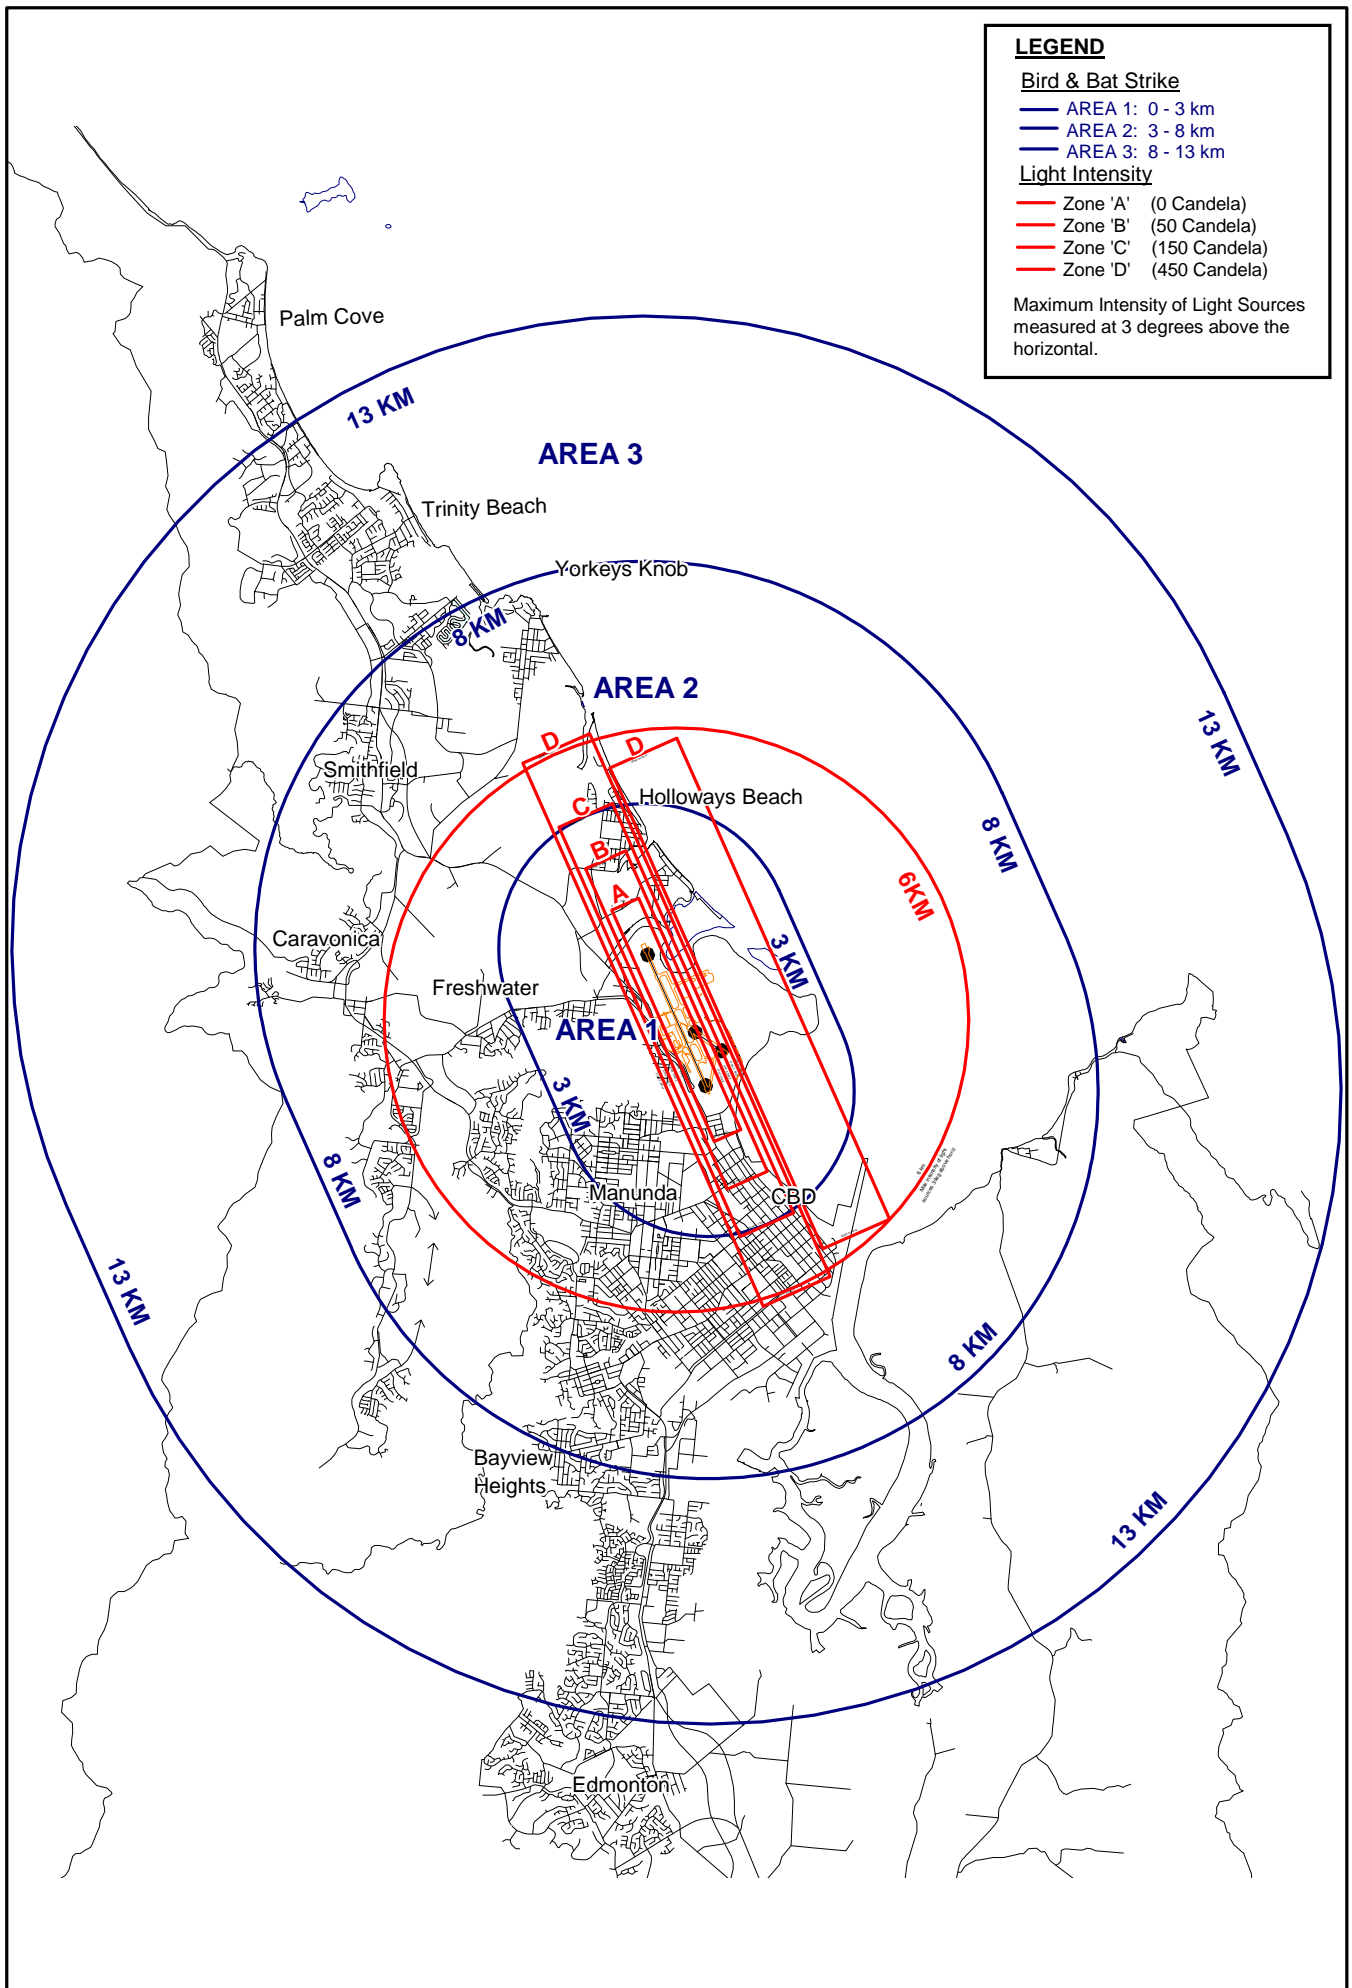 LEGEND
Bird & Bat Strike
AREA 1: 0 - 3 km
AREA 2: 3 - 8 km
AREA 3: 8 - 13 km
Light Intensity
Zone 'A' (0 Candela)
Zone 'B' (50 Candela)
Zone 'C' (150 Candela)
Zone 'D' (450 Candela)
Maximum Intensity of Light Sources
measured at 3 degrees above the
horizontal.
Palm Cove
13 KM
AREA 3
Trinity Beach
Yorkeys Knob
8 KM
AREA 2
13 KM
D
D
Smithfield
Holloways Beach
C
8 KM
B
A
6KM
Caravonica
3 KM
Freshwater
AREA 1
3 KM
8 KM
Manunda
CBD
13 KM
8 KM
Bayview
Heights
13 KM
Edmonton